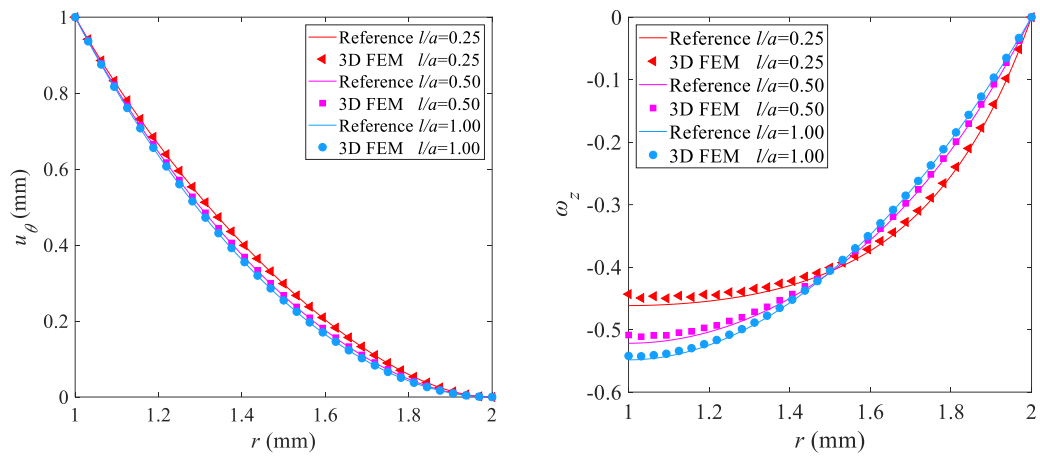 1
0.8
0.6
0.4
0.2
0
1
1.2
1.4
1.6
1.8
2
u_θ (mm)
r (mm)
Reference l/a=0.25
3D FEM l/a=0.25
Reference l/a=0.50
3D FEM l/a=0.50
Reference l/a=1.00
3D FEM l/a=1.00
0
-0.1
-0.2
-0.3
-0.4
-0.5
-0.6
1
1.2
1.4
1.6
1.8
2
ω_z
r (mm)
Reference l/a=0.25
3D FEM l/a=0.25
Reference l/a=0.50
3D FEM l/a=0.50
Reference l/a=1.00
3D FEM l/a=1.00